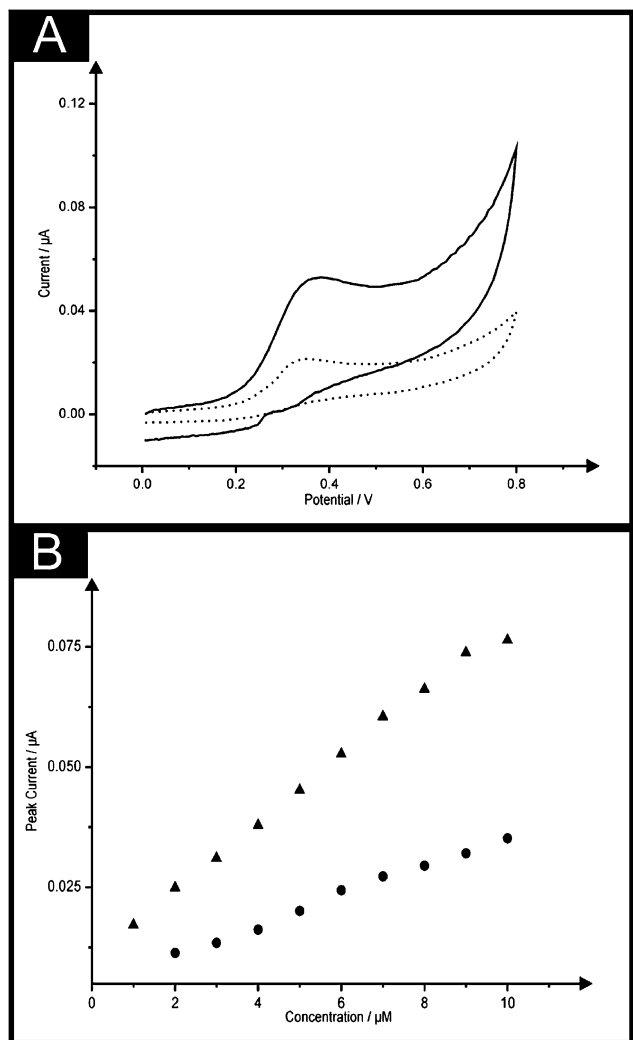 A
0.12
0.08
0.04
0.00
Current / µA
0.0 0.2 0.4 0.6 0.8
Potential / V
B
0.075
0.050
0.025
Peak Current / µA
0 2 4 6 8 10
Concentration / µM